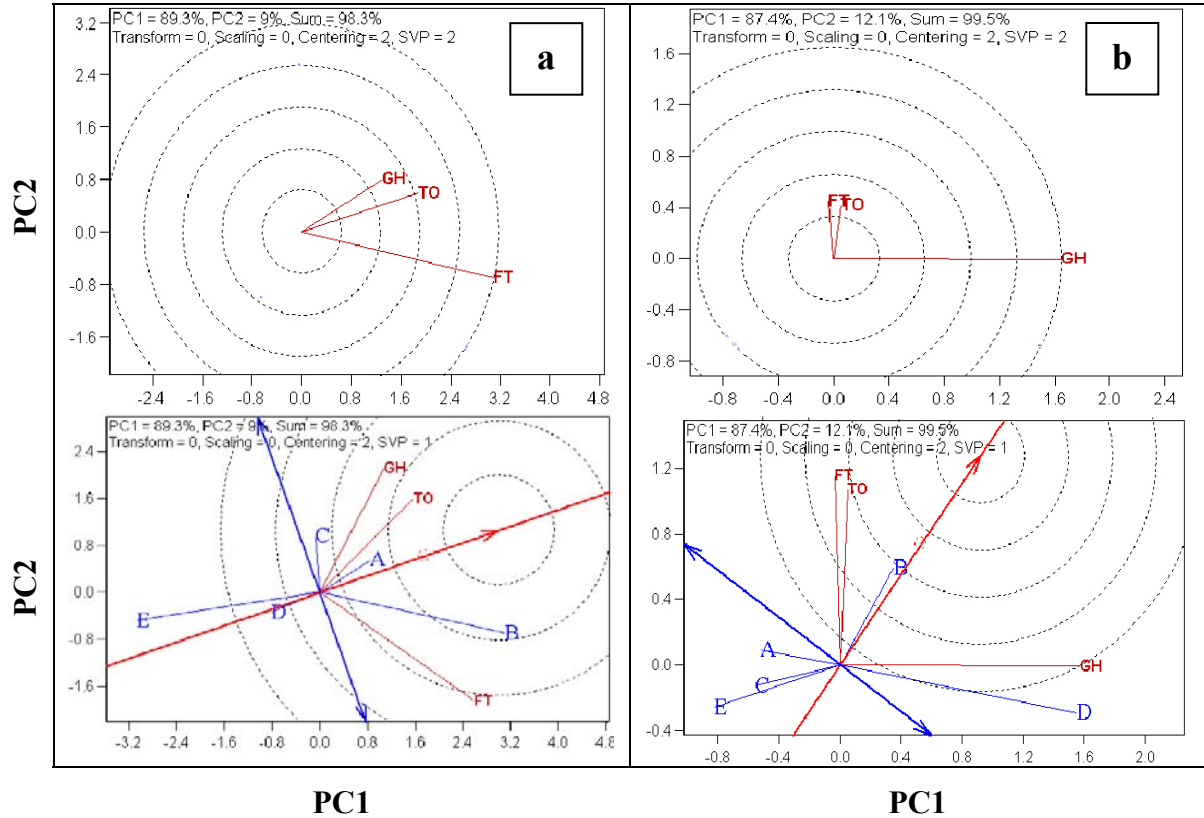 PC1 = 89.3%, PC2 = 9%, Sum = 98.3%
Transform = 0, Scaling = 0, Centering = 2, SVP = 2
a
3.2
2.4
1.6
0.8
0.0
-0.8
-1.6
GH
TO
FT
-2.4 -1.6 -0.8 0.0 0.8 1.6 2.4 3.2 4.0 4.8
PC1 = 87.4%, PC2 = 12.1%, Sum = 99.5%
Transform = 0, Scaling = 0, Centering = 2, SVP = 2
b
1.6
1.2
0.8
0.4
0.0
-0.4
-0.8
FT
TO
GH
-0.8 -0.4 0.0 0.4 0.8 1.2 1.6 2.0 2.4
PC2
PC1 = 89.3%, PC2 = 9%, Sum = 98.3%
Transform = 0, Scaling = 0, Centering = 2, SVP = 1
2.4
1.6
0.8
0.0
-0.8
-1.6
GH
TO
C
A
E
D
B
FT
-3.2 -2.4 -1.6 -0.8 0.0 0.8 1.6 2.4 3.2 4.0 4.8
PC1 = 87.4%, PC2 = 12.1%, Sum = 99.5%
Transform = 0, Scaling = 0, Centering = 2, SVP = 1
1.2
0.8
0.4
0.0
-0.4
FT
TO
B
A
C
E
GH
D
-0.8 -0.4 0.0 0.4 0.8 1.2 1.6 2.0
PC2
PC1
PC1